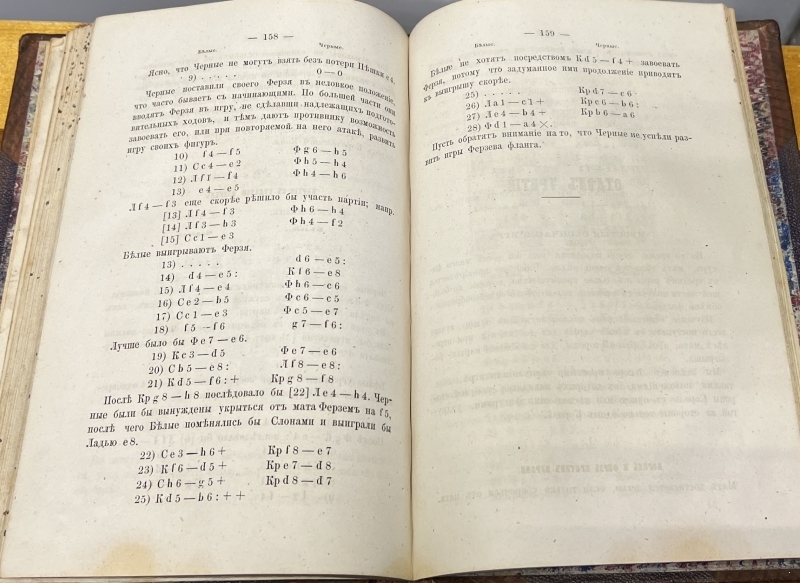 — 158 —
Бѣлые. Черные.
Ясно, что Черные не могутъ взять безъ потери Пѣшки e4.
9) . . . . . 0—0
Черные поставили своего Ферзя въ неловкое положеніе,
что часто бываетъ съ начинающими. По большей части они
вводятъ Ферзя въ игру, не сдѣлавши надлежащихъ подгото-
вительныхъ ходовъ, и тѣмъ даютъ противнику возможность
завоевать его, или при повторяемой на него атакѣ, развить
игру своихъ фигуръ.
10) f4—f5 Фg6—h5
11) Cc4—e2 Фh5—h4
12) Лf1—f4 Фh4—h6
13) e4—e5
Лf4—f3 еще скорѣе рѣшило бы участь партіи; напр.
[13] Лf4—f3 Фh6—h4
[14] Лf3—h3 Фh4—f2
[15] Cc1—e3
Бѣлые выигрываютъ Ферзя.
13) . . . . . d6—e5:
14) d4—e5: Kf6—e8
15) Лf4—e4 Фh6—c6
16) Ce2—b5 Фc6—c5
17) Cc1—e3 Фc5—e7
18) f5—f6 g7—f6:
Лучше было бы Фe7—e6.
19) Kc3—d5 Фe7—e6
20) Cb5—e8: Лf8—e8:
21) Kd5—f6:+ Kpg8—f8
Послѣ Kpg8—h8 послѣдовало бы [22] Лe4—h4. Чер-
ные были бы вынуждены укрыться отъ мата Ферземъ на f5,
послѣ чего Бѣлые помѣнялись бы Слонами и выиграли бы
Ладью e8.
22) Ce3—h6+ Kpf8—e7
23) Kf6—d5+ Kpe7—d8
24) Ch6—g5+ Kpd8—d7
25) Kd5—b6:++
— 159 —
Бѣлые. Черные.
Бѣлые не хотятъ посредствомъ Kd5—f4+ завоевать
Ферзя, потому что задуманное ими продолженіе приводитъ
къ выигрышу скорѣе.
25) . . . . . Kpd7—c6
26) Лa1—c1+ Kpc6—b6:
27) Лe4—b4+ Kpb6—a6
28) Фd1—a4×.
Пусть обратятъ вниманіе на то, что Черные не успѣли раз-
вить игры Ферзева фланга.